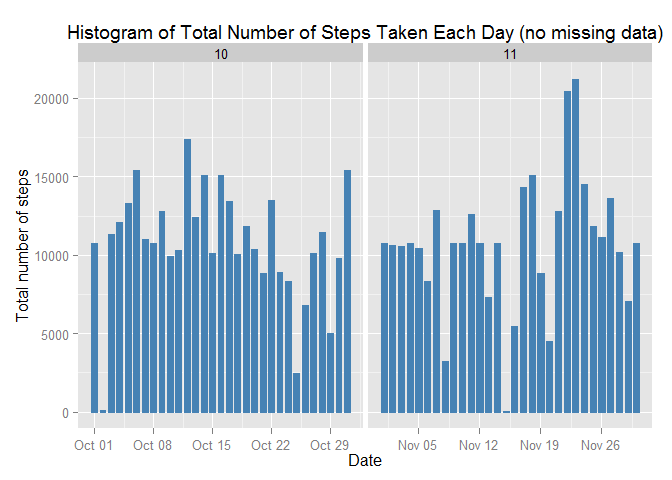 Histogram of Total Number of Steps Taken Each Day (no missing data)
10
11
Total number of steps
20000
15000
10000
5000
0
Oct 01
Oct 08
Oct 15
Oct 22
Oct 29
Nov 05
Nov 12
Nov 19
Nov 26
Date